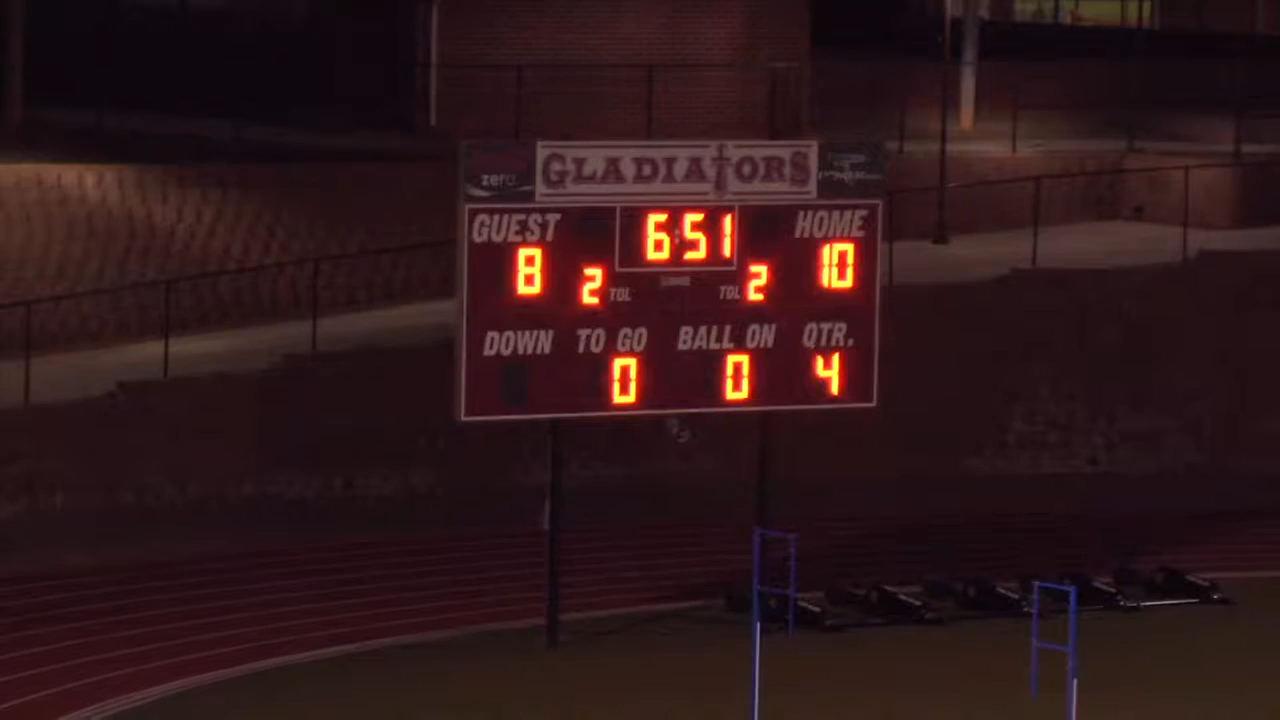 zero
GLADIATORS
GUEST 6:51 HOME
8 2 TOL TOL 2 10
DOWN TO GO BALL ON QTR.
0 0 4